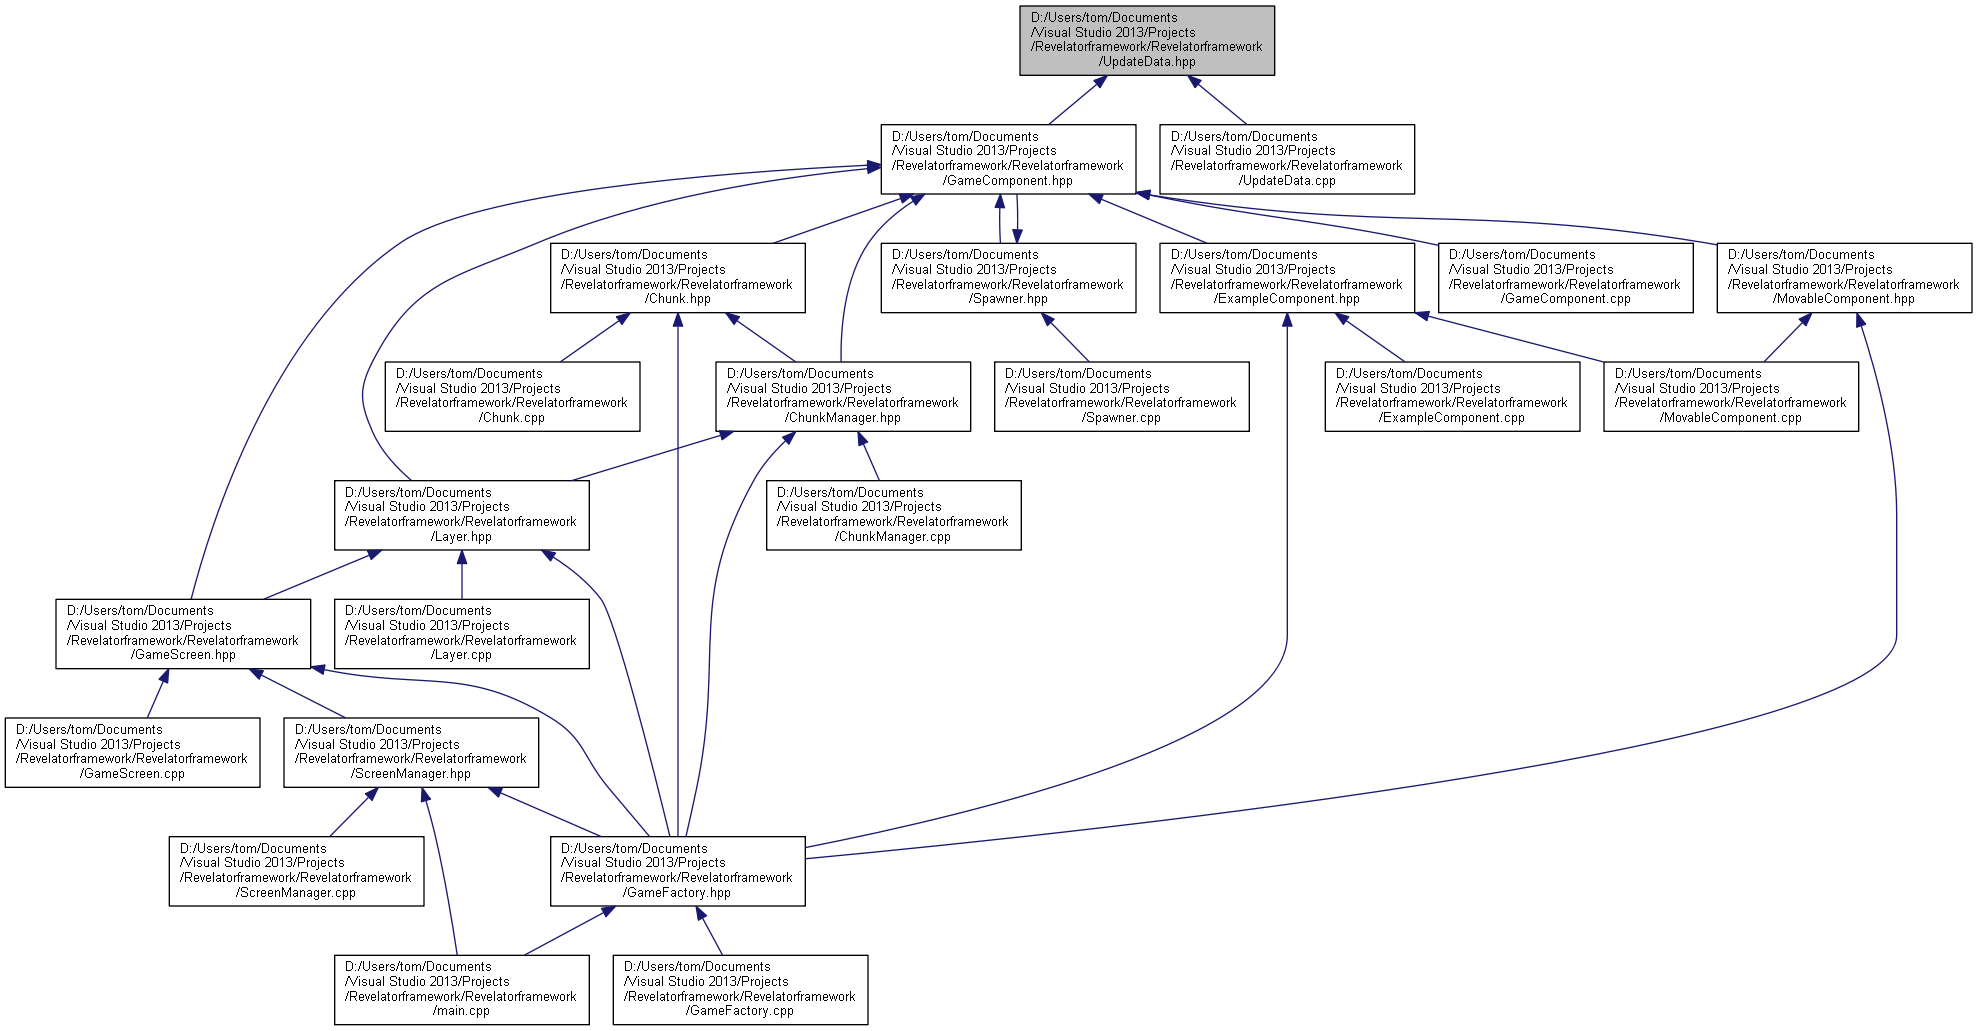 D:/Users/tom/Documents
/Visual Studio 2013/Projects
/Revelatorframework/Revelatorframework
/UpdateData.hpp
D:/Users/tom/Documents
/Visual Studio 2013/Projects
/Revelatorframework/Revelatorframework
/GameComponent.hpp
D:/Users/tom/Documents
/Visual Studio 2013/Projects
/Revelatorframework/Revelatorframework
/UpdateData.cpp
D:/Users/tom/Documents
/Visual Studio 2013/Projects
/Revelatorframework/Revelatorframework
/Chunk.hpp
D:/Users/tom/Documents
/Visual Studio 2013/Projects
/Revelatorframework/Revelatorframework
/Spawner.hpp
D:/Users/tom/Documents
/Visual Studio 2013/Projects
/Revelatorframework/Revelatorframework
/ExampleComponent.hpp
D:/Users/tom/Documents
/Visual Studio 2013/Projects
/Revelatorframework/Revelatorframework
/GameComponent.cpp
D:/Users/tom/Documents
/Visual Studio 2013/Projects
/Revelatorframework/Revelatorframework
/MovableComponent.hpp
D:/Users/tom/Documents
/Visual Studio 2013/Projects
/Revelatorframework/Revelatorframework
/Chunk.cpp
D:/Users/tom/Documents
/Visual Studio 2013/Projects
/Revelatorframework/Revelatorframework
/ChunkManager.hpp
D:/Users/tom/Documents
/Visual Studio 2013/Projects
/Revelatorframework/Revelatorframework
/Spawner.cpp
D:/Users/tom/Documents
/Visual Studio 2013/Projects
/Revelatorframework/Revelatorframework
/ExampleComponent.cpp
D:/Users/tom/Documents
/Visual Studio 2013/Projects
/Revelatorframework/Revelatorframework
/MovableComponent.cpp
D:/Users/tom/Documents
/Visual Studio 2013/Projects
/Revelatorframework/Revelatorframework
/Layer.hpp
D:/Users/tom/Documents
/Visual Studio 2013/Projects
/Revelatorframework/Revelatorframework
/ChunkManager.cpp
D:/Users/tom/Documents
/Visual Studio 2013/Projects
/Revelatorframework/Revelatorframework
/GameScreen.hpp
D:/Users/tom/Documents
/Visual Studio 2013/Projects
/Revelatorframework/Revelatorframework
/Layer.cpp
D:/Users/tom/Documents
/Visual Studio 2013/Projects
/Revelatorframework/Revelatorframework
/GameScreen.cpp
D:/Users/tom/Documents
/Visual Studio 2013/Projects
/Revelatorframework/Revelatorframework
/ScreenManager.hpp
D:/Users/tom/Documents
/Visual Studio 2013/Projects
/Revelatorframework/Revelatorframework
/ScreenManager.cpp
D:/Users/tom/Documents
/Visual Studio 2013/Projects
/Revelatorframework/Revelatorframework
/GameFactory.hpp
D:/Users/tom/Documents
/Visual Studio 2013/Projects
/Revelatorframework/Revelatorframework
/main.cpp
D:/Users/tom/Documents
/Visual Studio 2013/Projects
/Revelatorframework/Revelatorframework
/GameFactory.cpp